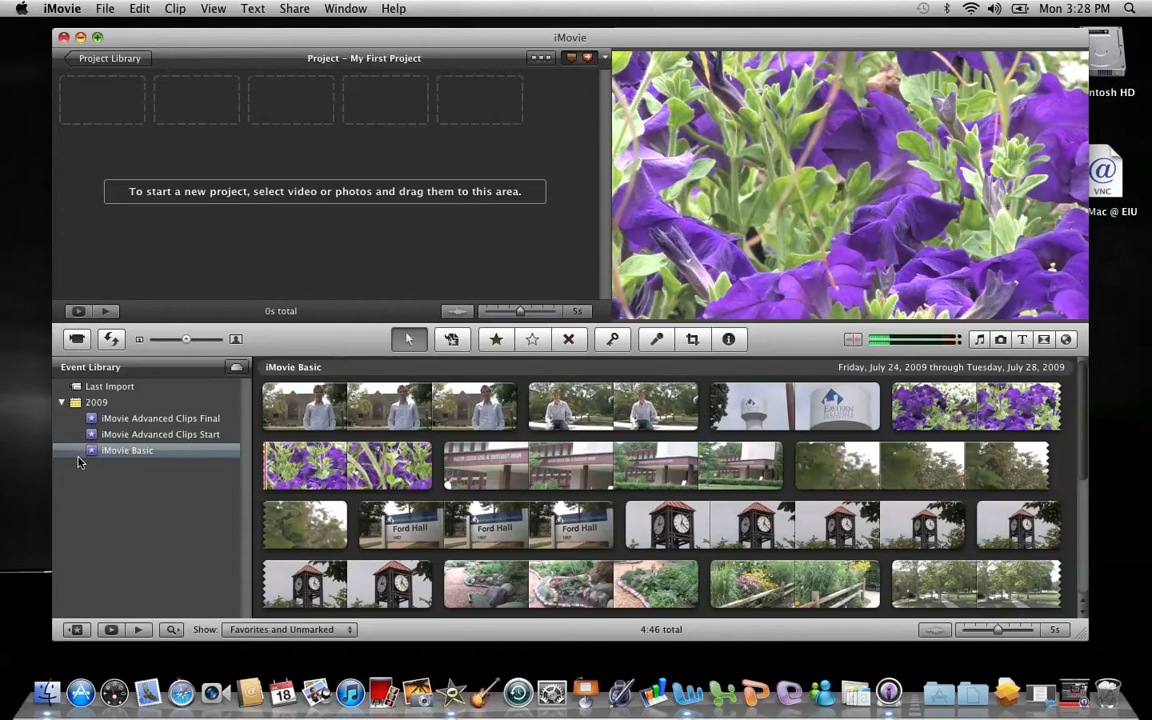 iMovie File Edit Clip View Text Share Window Help Mon 3:28 PM
iMovie
Project Library Project – My First Project
ntosh HD
To start a new project, select video or photos and drag them to this area.
@
VNC
Mac @ EIU
0s total 5s
Event Library iMovie Basic Friday, July 24, 2009 through Tuesday, July 28, 2009
Last Import
2009
iMovie Advanced Clips Final
iMovie Advanced Clips Start
iMovie Basic
EASTERN
Ford Hall Ford Hall Ford Hall
Show: Favorites and Unmarked 4:46 total 5s
18